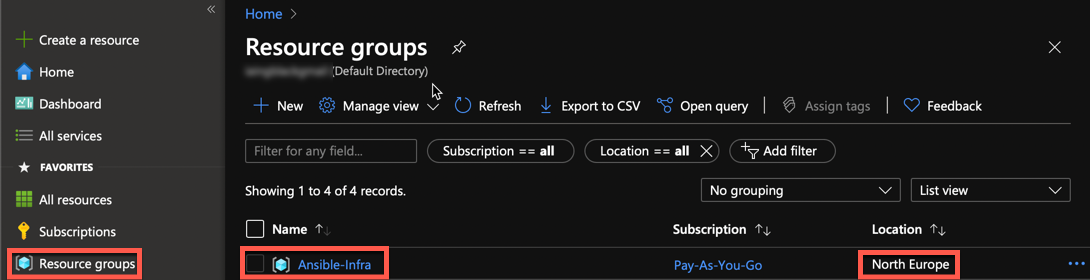 «
Create a resource
Home
Dashboard
All services
FAVORITES
All resources
Subscriptions
Resource groups
Home >
Resource groups
(Default Directory)
New Manage view Refresh Export to CSV Open query Assign tags Feedback
Filter for any field... Subscription == all Location == all Add filter
Showing 1 to 4 of 4 records. No grouping List view
Name Subscription Location
Ansible-Infra Pay-As-You-Go North Europe